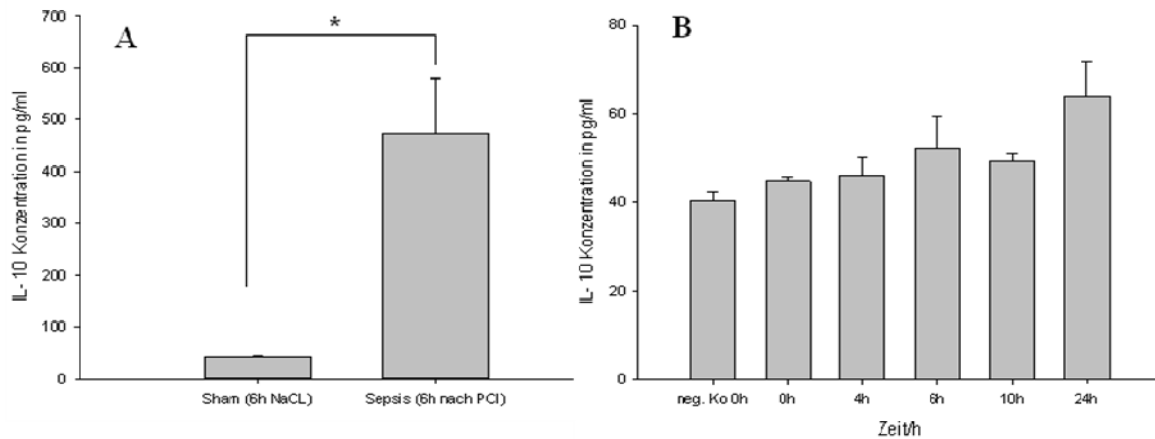 A
*
IL- 10 Konzentration in pg/ml
700
600
500
400
300
200
100
0
Sham (6h NaCL)
Sepsis (6h nach PCI)
B
IL- 10 Konzentration in pg/ml
80
60
40
20
0
neg. Ko 0h
0h
4h
6h
10h
24h
Zeit/h